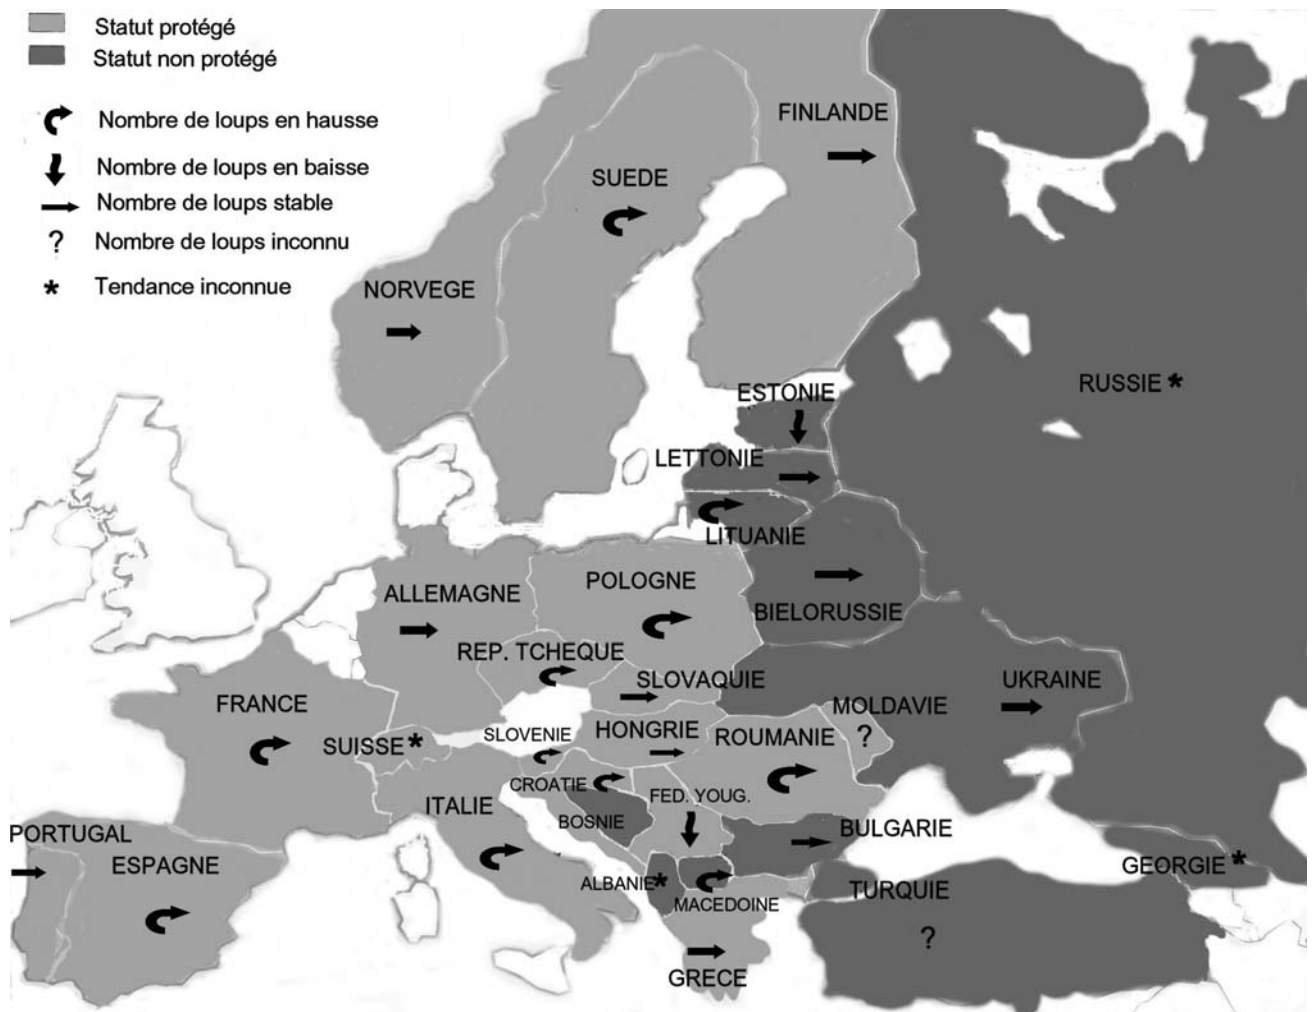 Statut protégé
Statut non protégé
Nombre de loups en hausse
Nombre de loups en baisse
Nombre de loups stable
? Nombre de loups inconnu
* Tendance inconnue
FINLANDE
SUEDE
NORVEGE
RUSSIE *
ESTONIE
LETTONIE
LITUANIE
BIELORUSSIE
POLOGNE
ALLEMAGNE
REP. TCHEQUE
SLOVAQUIE
UKRAINE
MOLDAVIE
?
FRANCE
SUISSE *
SLOVENIE
HONGRIE
ROUMANIE
CROATIE
FED. YOUG.
ITALIE
BOSNIE
BULGARIE
PORTUGAL
ESPAGNE
ALBANIE *
MACEDOINE
GEORGIE *
TURQUIE
?
GRECE